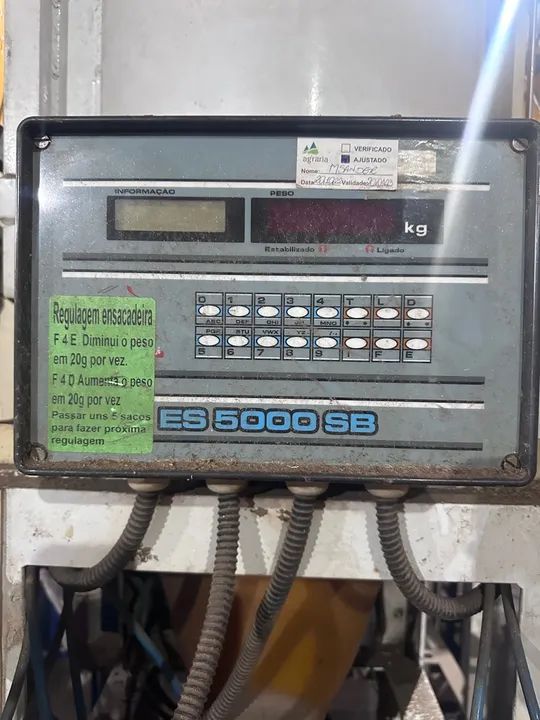 agraria
VERIFICADO
AJUSTADO
Nome:
Data: Validade:
INFORMAÇÃO
PESO
kg
Estabilizado
Ligado
0 1 2 3 4 T L D
ABC DEF GHI MNO
PQR STU VWX YZ
5 6 7 8 9 I F E
Regulagem ensacadeira
F 4 E Diminui o peso
em 20g por vez.
F 4 D Aumenta o peso
em 20g por vez
Passar uns 5 sacos
para fazer próxima
regulagem
ES 5000 SB